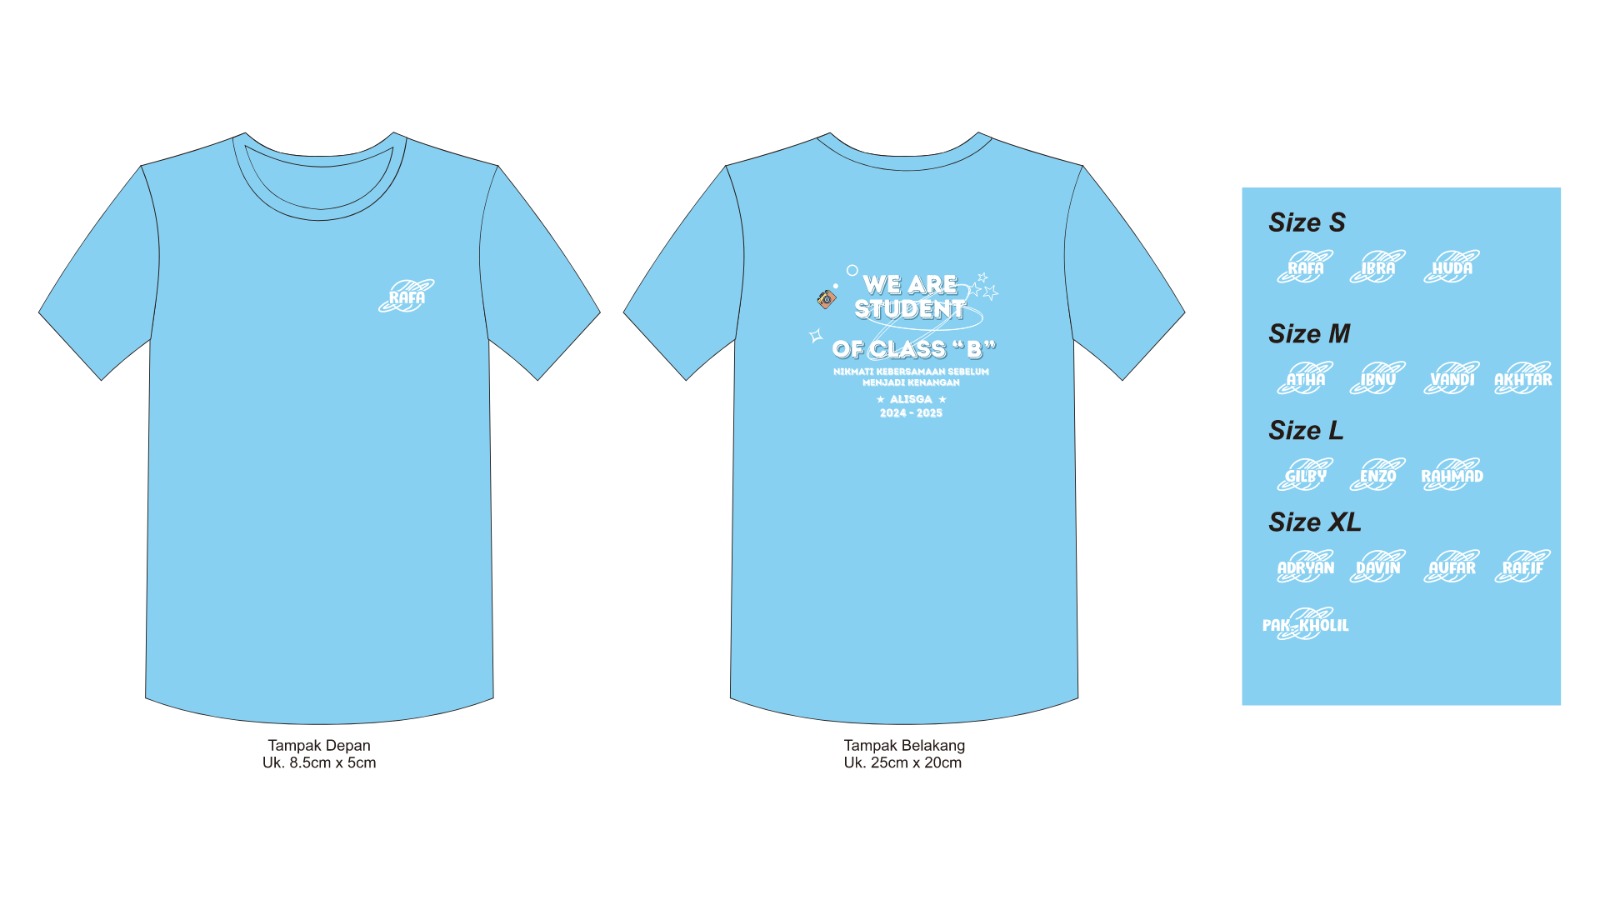 RAFA
Tampak Depan
Uk. 8.5cm x 5cm
WE ARE
STUDENT
OF CLASS “B”
NIKMATI KEBERSAMAAN SEBELUM
MENJADI KENANGAN
★ ALISGA ★
2024 - 2025
Tampak Belakang
Uk. 25cm x 20cm
Size S
RAFA IBRA HUDA
Size M
ATHA IBNU VANDI AKHTAR
Size L
GILBY ENZO RAHMAD
Size XL
ADRYAN DAVIN AUFAR RAFIF
PAK-KHOLIL